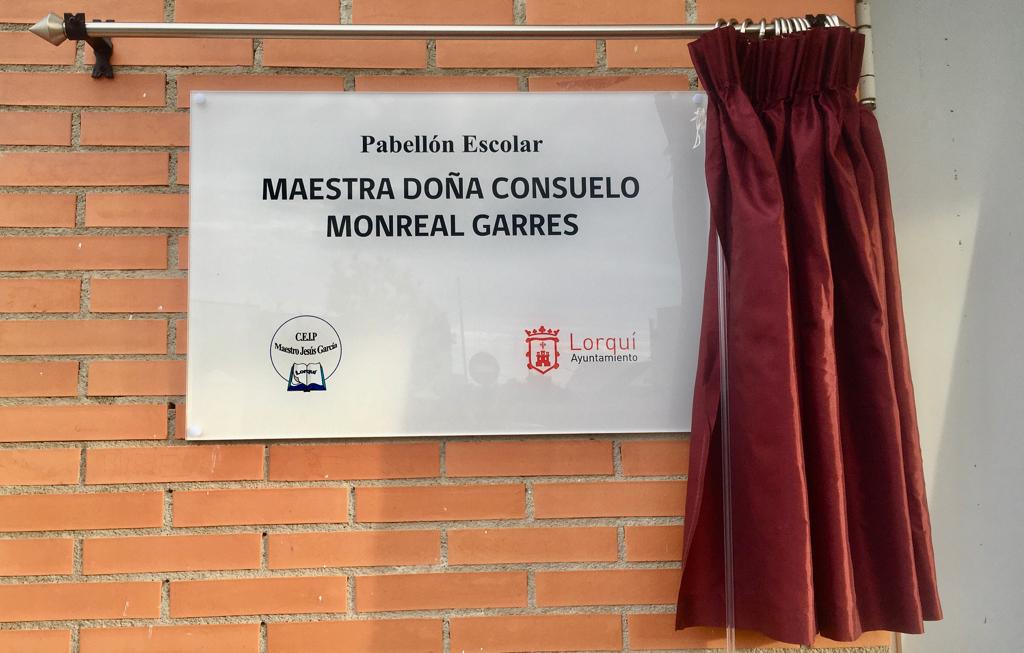 Pabellón Escolar
MAESTRA DOÑA CONSUELO
MONREAL GARRES
C.E.I.P
Maestro Jesús García
Lorquí
Lorquí
Ayuntamiento